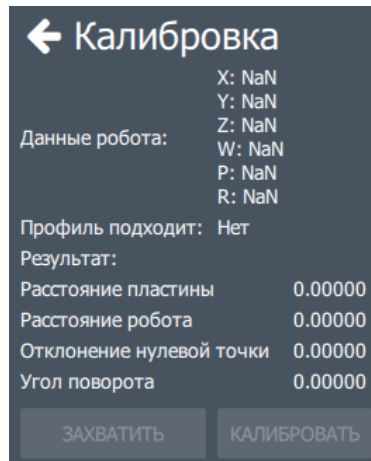 Калибровка
X: NaN
Y: NaN
Данные робота: Z: NaN
W: NaN
P: NaN
R: NaN
Профиль подходит: Нет
Результат:
Расстояние пластины 0.00000
Расстояние робота 0.00000
Отклонение нулевой точки 0.00000
Угол поворота 0.00000
ЗАХВАТИТЬ КАЛИБРОВАТЬ